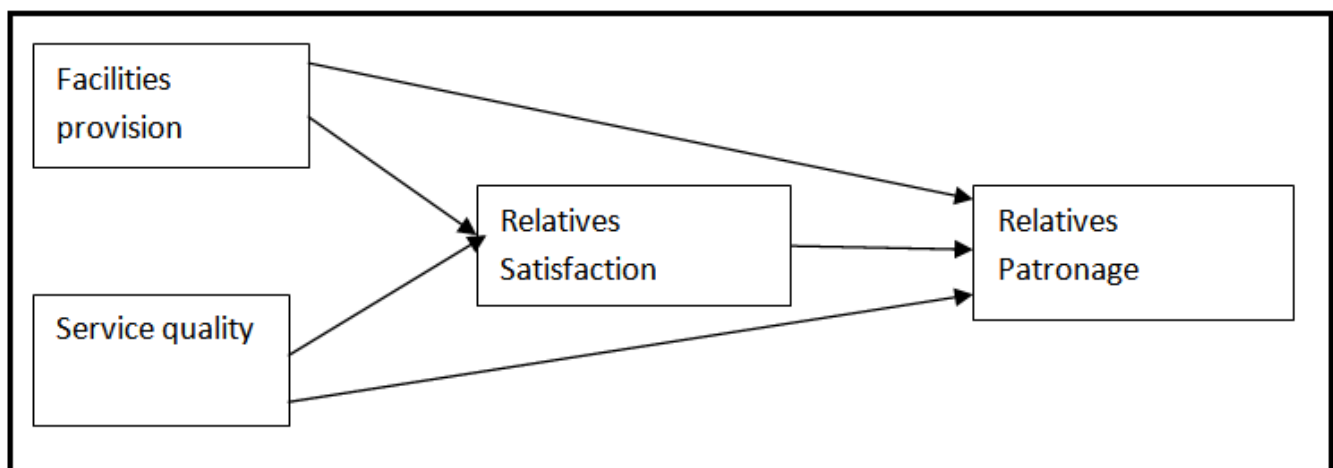 Facilities
provision
Relatives
Satisfaction
Relatives
Patronage
Service quality